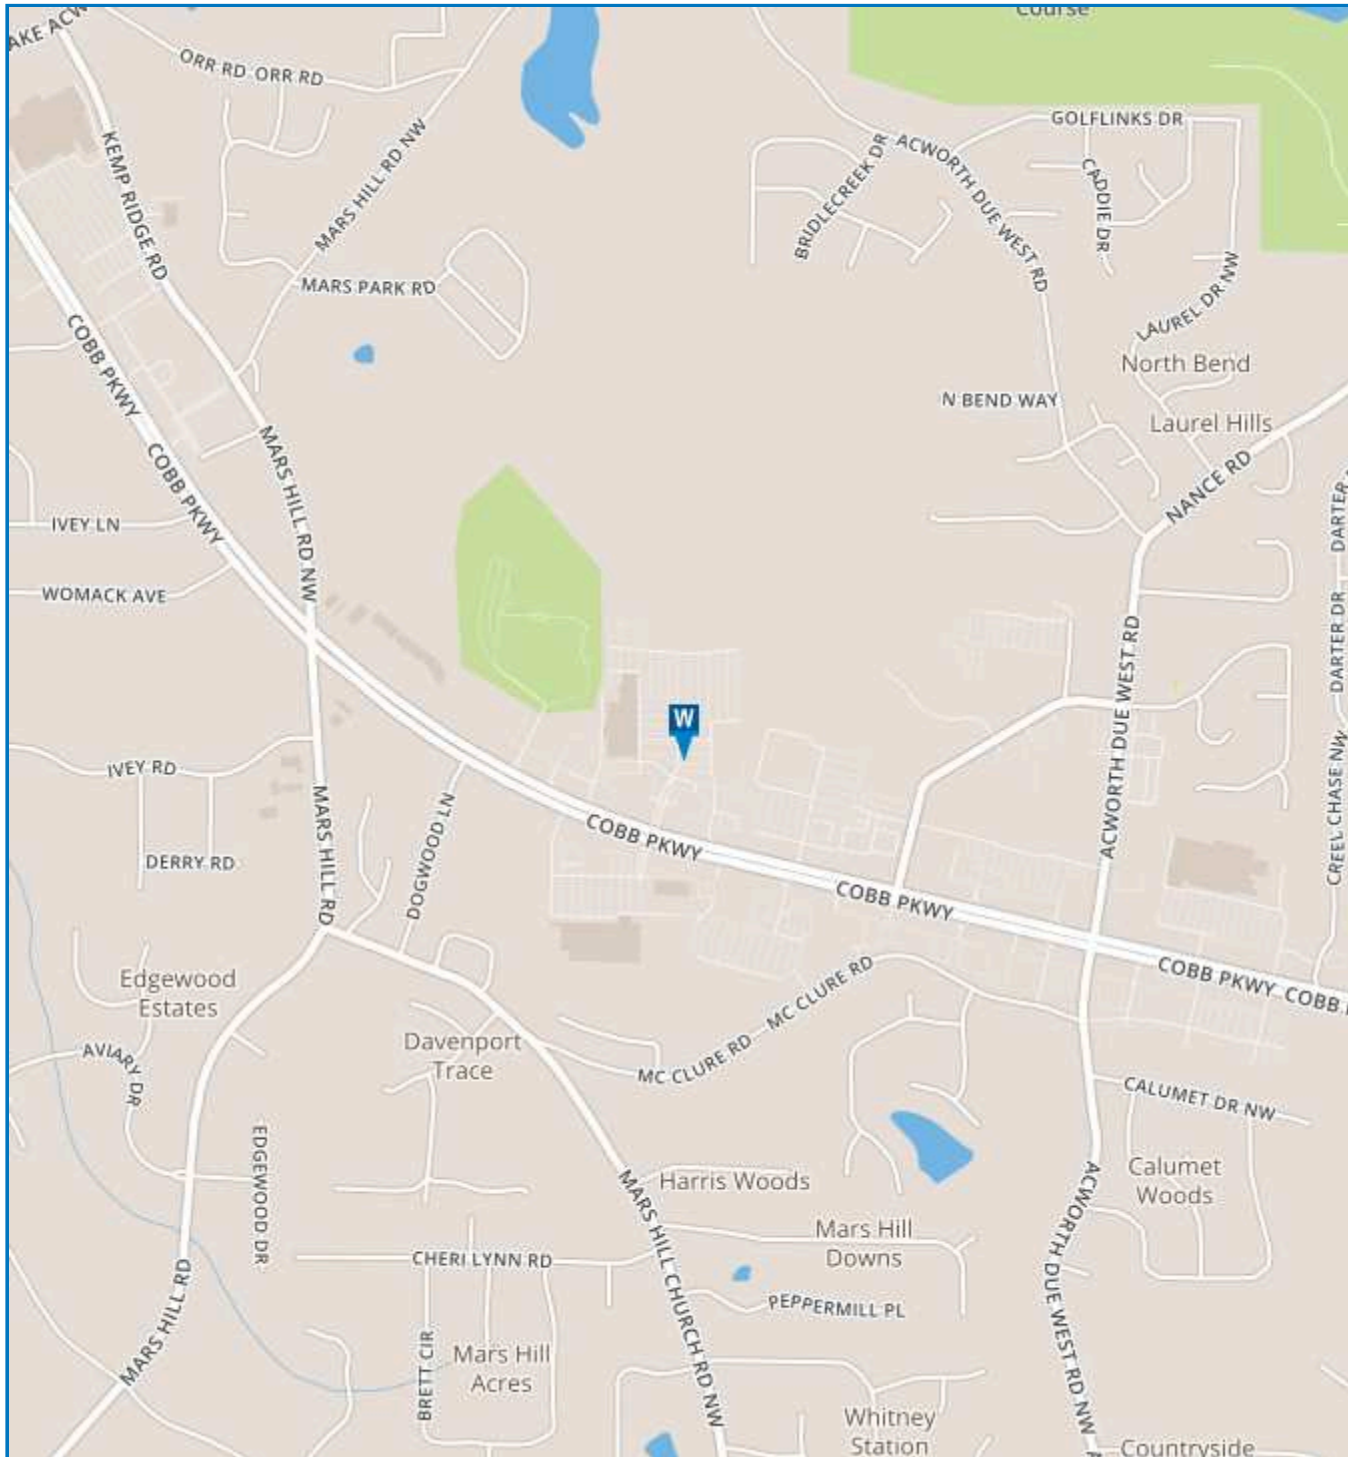 Course
AKE ACW
ORR RD ORR RD
GOLFLINKS DR
KEMP RIDGE RD
MARS HILL RD NW
BRIDLECREEK DR
ACWORTH DUE WEST RD
CADDIE DR
MARS PARK RD
LAUREL DR NW
COBB PKWY
North Bend
N BEND WAY
Laurel Hills
MARS HILL RD NW
COBB PKWY
NANCE RD
DARTER
IVEY LN
WOMACK AVE
DARTER DR
ACWORTH DUE WEST RD
W
CREEL CHASE NW
IVEY RD
MARS HILL RD
DOGWOOD LN
COBB PKWY
DERRY RD
COBB PKWY
MC CLURE RD
COBB PKWY
COBB
Edgewood
Estates
Davenport
Trace
MC CLURE RD
AVIARY DR
CALUMET DR NW
EDGEWOOD DR
Harris Woods
Calumet
Woods
MARS HILL CHURCH RD NW
ACWORTH DUE WEST RD NW
Mars Hill
Downs
CHERI LYNN RD
PEPPERMILL PL
MARS HILL RD
BRETT CIR
Mars Hill
Acres
Whitney
Station
Countryside